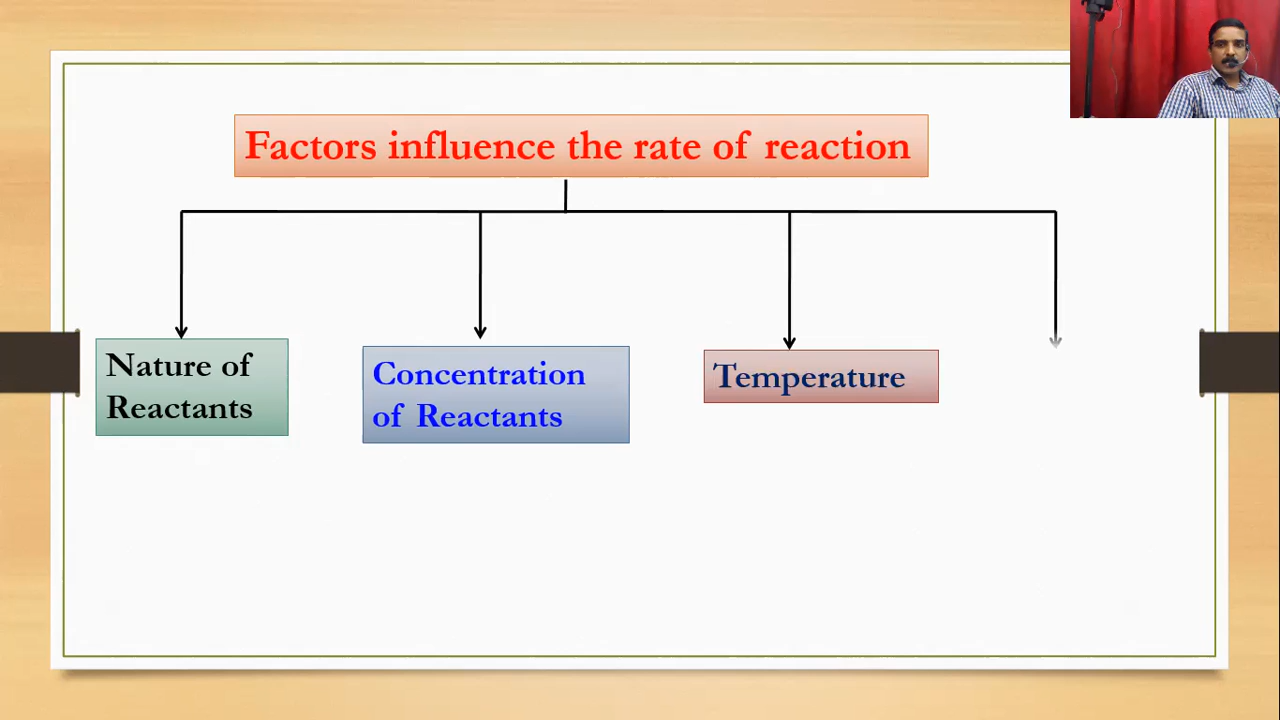 Factors influence the rate of reaction
Nature of
Reactants
Concentration
of Reactants
Temperature